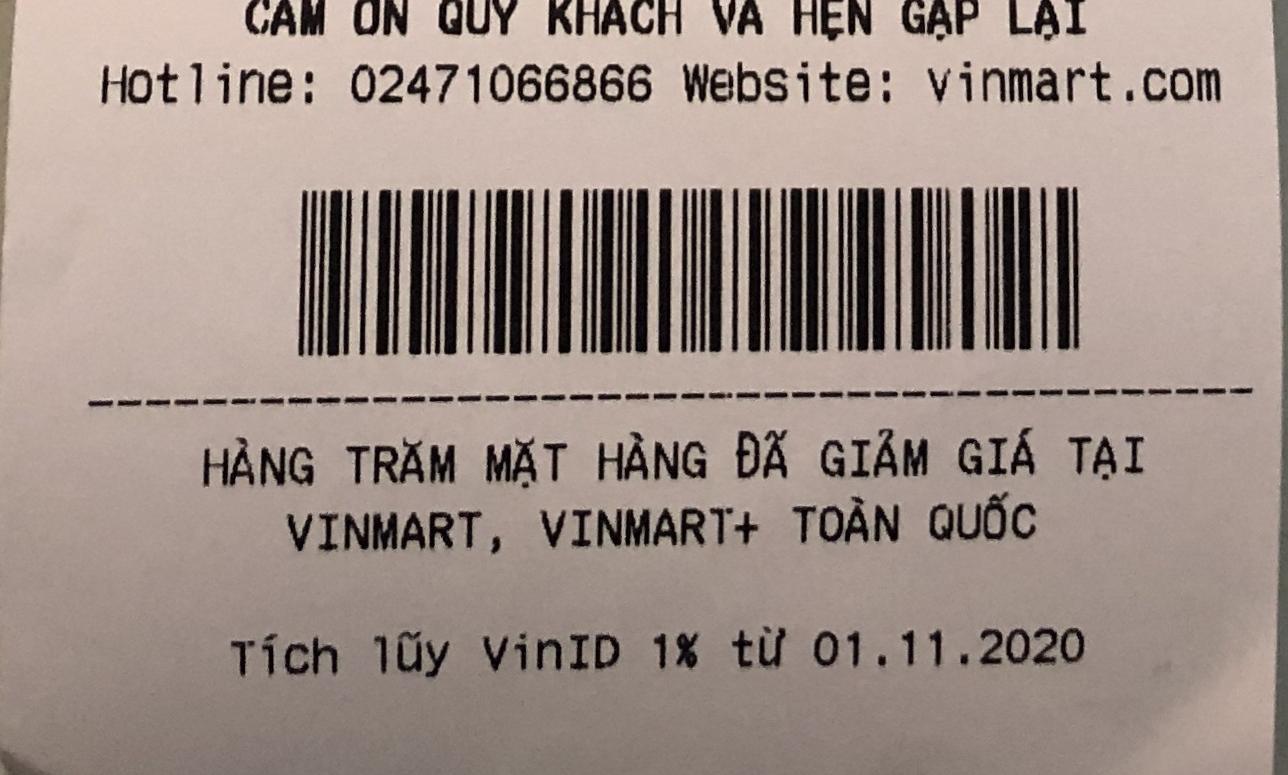 CẢM ƠN QUÝ KHÁCH VÀ HẸN GẶP LẠI
Hotline: 02471066866 Website: vinmart.com
HÀNG TRĂM MẶT HÀNG ĐÃ GIẢM GIÁ TẠI
VINMART, VINMART+ TOÀN QUỐC
Tích lũy VinID 1% từ 01.11.2020